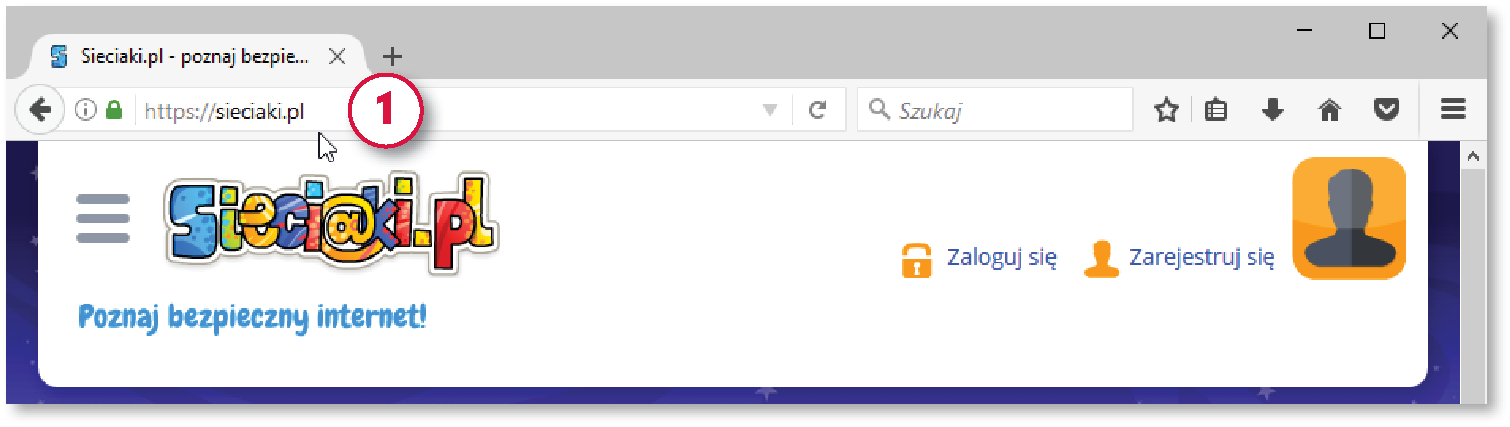 Sieciaki.pl - poznaj bezpie...
https://sieciaki.pl
1
Szukaj
Sieci@ki.pl
Zaloguj się
Zarejestruj się
Poznaj bezpieczny internet!